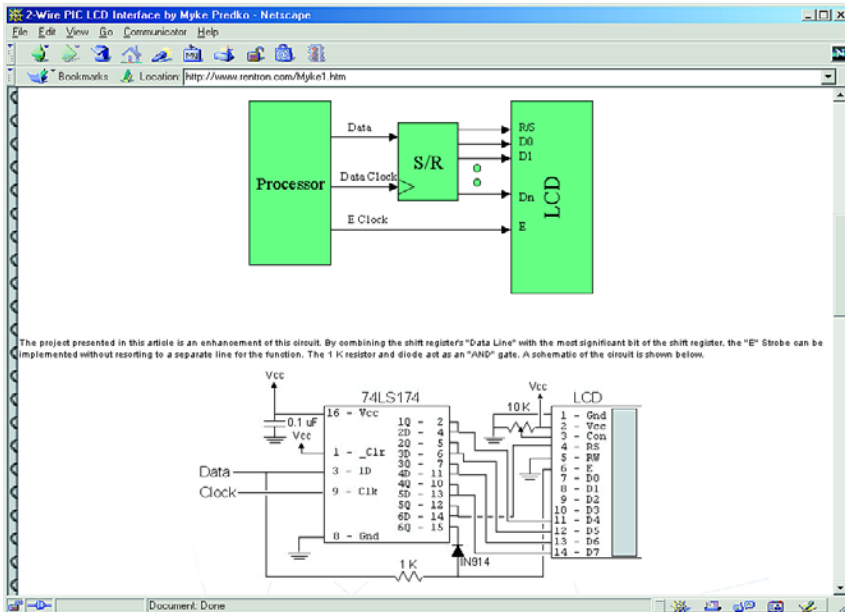 2-Wire PIC LCD Interface by Myke Predko - Netscape
File Edit View Go Communicator Help
Bookmarks Location: http://www.rentron.com/Myke1.htm
Processor
Data
Data Clock
E Clock
S/R
R/S
D0
D1
Dn
E
LCD
The project presented in this article is an enhancement of this circuit. By combining the shift register's "Data Line" with the most significant bit of the shift register, the "E" Strobe can be
implemented without resorting to a separate line for the function. The 1 K resistor and diode act as an "AND" gate. A schematic of the circuit is shown below.
Vcc
0.1 uF
Vcc
Data
Clock
74LS174
16 - Vcc
1 - _Clr
3 - 1D
9 - Clk
8 - Gnd
1Q - 2
2D - 4
2Q - 5
3D - 6
3Q - 7
4D - 11
4Q - 10
5D - 13
5Q - 12
6D - 14
6Q - 15
1 K
IN914
10 K
Vcc
LCD
1 - Gnd
2 - Vcc
3 - Con
4 - RS
5 - RW
6 - E
7 - D0
8 - D1
9 - D2
10 - D3
11 - D4
12 - D5
13 - D6
14 - D7
Document: Done